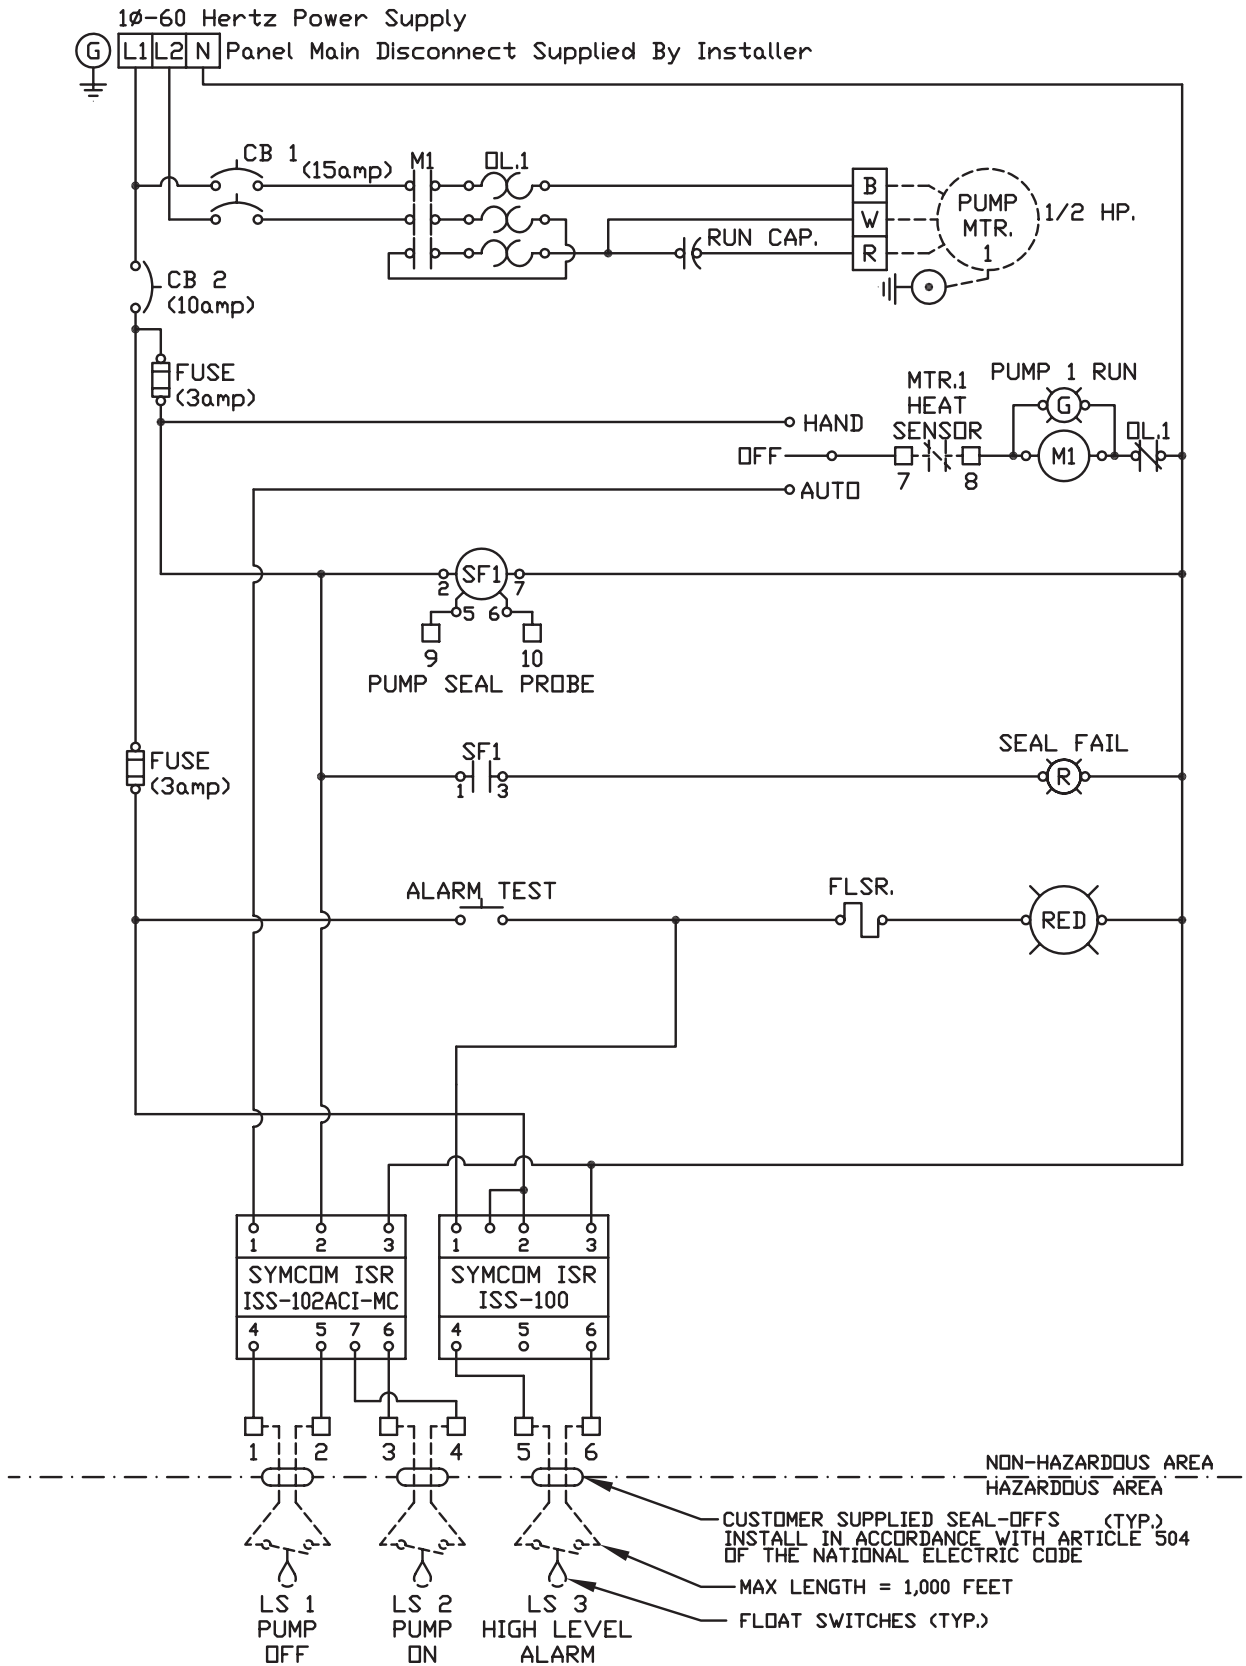 1Ø-60 Hertz Power Supply
G L1 L2 N Panel Main Disconnect Supplied By Installer
CB 1
(15amp)
M1
OL.1
B
W
R
PUMP
MTR.
1
1/2 HP.
RUN CAP.
CB 2
(10amp)
FUSE
(3amp)
MTR.1
HEAT
SENSOR
PUMP 1 RUN
G
HAND
OFF
AUTO
7
8
M1
OL.1
SF1
2
7
5
6
9
10
PUMP SEAL PROBE
FUSE
(3amp)
SF1
1
3
SEAL FAIL
R
ALARM TEST
FLSR.
RED
1
2
3
SYMCOM ISR
ISS-102ACI-MC
4
5
7
6
1
2
3
SYMCOM ISR
ISS-100
4
5
6
1
2
3
4
5
6
NON-HAZARDOUS AREA
HAZARDOUS AREA
CUSTOMER SUPPLIED SEAL-OFFS (TYP.)
INSTALL IN ACCORDANCE WITH ARTICLE 504
OF THE NATIONAL ELECTRIC CODE
MAX LENGTH = 1,000 FEET
FLOAT SWITCHES (TYP.)
LS 1
PUMP
OFF
LS 2
PUMP
ON
LS 3
HIGH LEVEL
ALARM